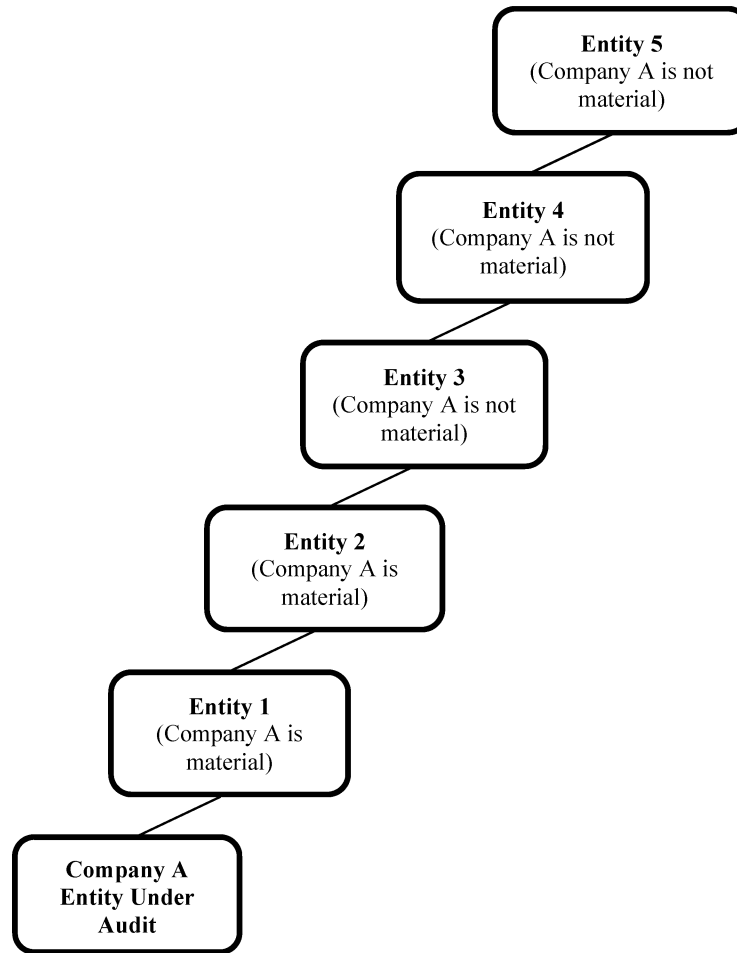 Entity 5
(Company A is not
material)
Entity 4
(Company A is not
material)
Entity 3
(Company A is not
material)
Entity 2
(Company A is
material)
Entity 1
(Company A is
material)
Company A
Entity Under
Audit